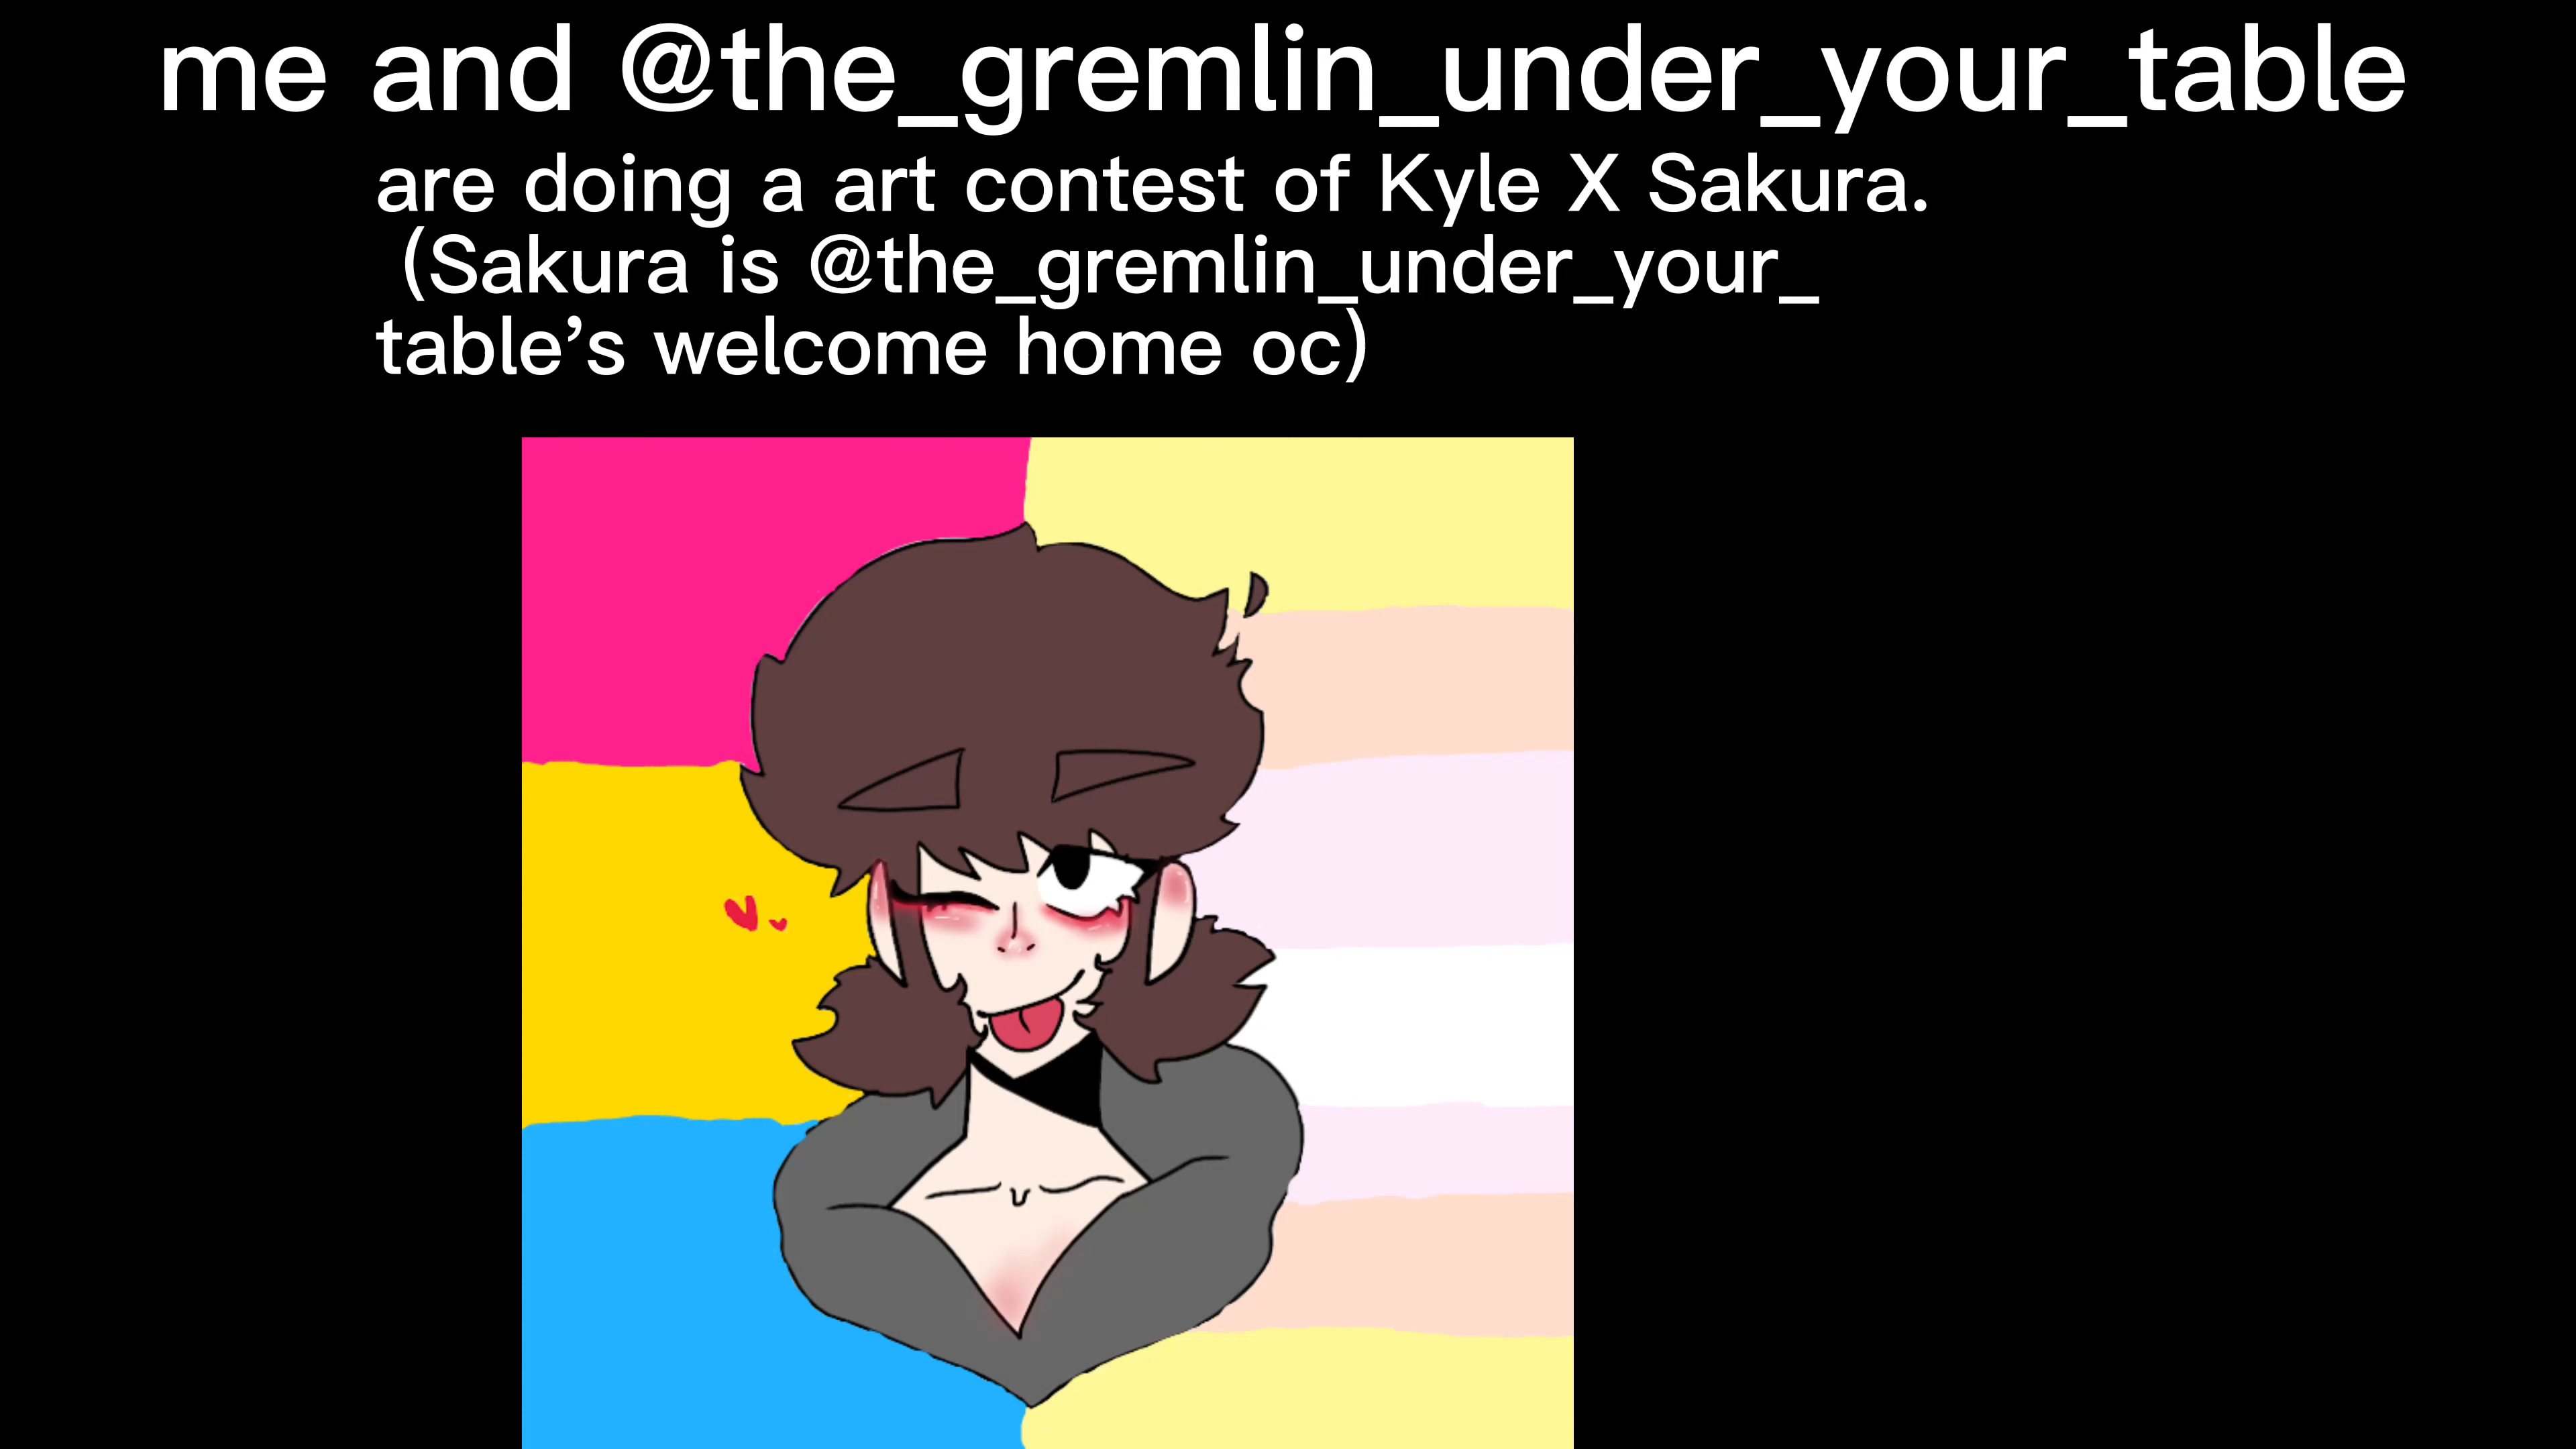 me and @the_gremlin_under_your_table
are doing a art contest of Kyle X Sakura.
(Sakura is @the_gremlin_under_your_
table’s welcome home oc)